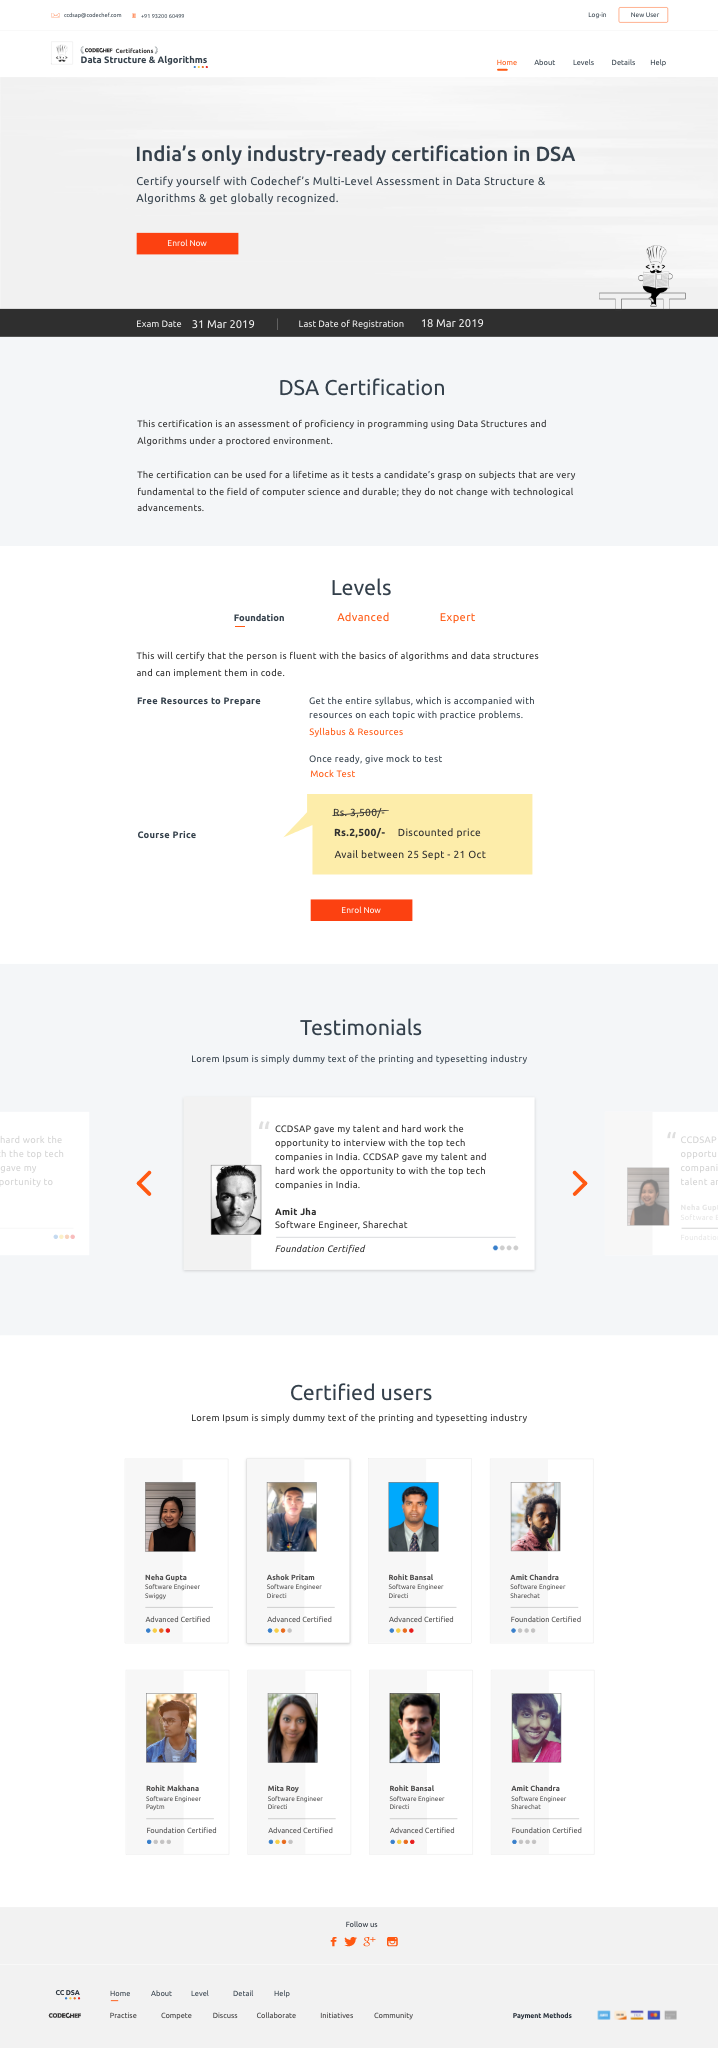 ccdsap@codechef.com
+91 93200 60499
Log-in
New User
{CODECHEF Certifcations}
Data Structure & Algorithms
Home About Levels Details Help
India's only industry-ready certification in DSA
Certify yourself with Codechef's Multi-Level Assessment in Data Structure &
Algorithms & get globally recognized.
Enrol Now
Exam Date 31 Mar 2019 Last Date of Registration 18 Mar 2019
DSA Certification
This certification is an assessment of proficiency in programming using Data Structures and
Algorithms under a proctored environment.
The certification can be used for a lifetime as it tests a candidate's grasp on subjects that are very
fundamental to the field of computer science and durable; they do not change with technological
advancements.
Levels
Foundation Advanced Expert
This will certify that the person is fluent with the basics of algorithms and data structures
and can implement them in code.
Free Resources to Prepare
Get the entire syllabus, which is accompanied with
resources on each topic with practice problems.
Syllabus & Resources
Once ready, give mock to test
Mock Test
Course Price
Rs. 3,500/-
Rs.2,500/- Discounted price
Avail between 25 Sept - 21 Oct
Enrol Now
Testimonials
Lorem Ipsum is simply dummy text of the printing and typesetting industry
hard work the
h the top tech
gave my
portunity to
“ CCDSAP gave my talent and hard work the
opportunity to interview with the top tech
companies in India. CCDSAP gave my talent and
hard work the opportunity to with the top tech
companies in India.
Amit Jha
Software Engineer, Sharechat
Foundation Certified
“ CCDSAP
opportu
compani
talent an
Neha Gupt
Software E
Foundation
Certified users
Lorem Ipsum is simply dummy text of the printing and typesetting industry
Neha Gupta
Software Engineer
Swiggy
Advanced Certified
Ashok Pritam
Software Engineer
Directi
Advanced Certified
Rohit Bansal
Software Engineer
Directi
Advanced Certified
Amit Chandra
Software Engineer
Sharechat
Foundation Certified
Rohit Makhana
Software Engineer
Paytm
Foundation Certified
Mita Roy
Software Engineer
Directi
Advanced Certified
Rohit Bansal
Software Engineer
Directi
Advanced Certified
Amit Chandra
Software Engineer
Sharechat
Foundation Certified
Follow us
CC DSA Home About Level Detail Help
CODECHEF Practise Compete Discuss Collaborate Initiatives Community
Payment Methods